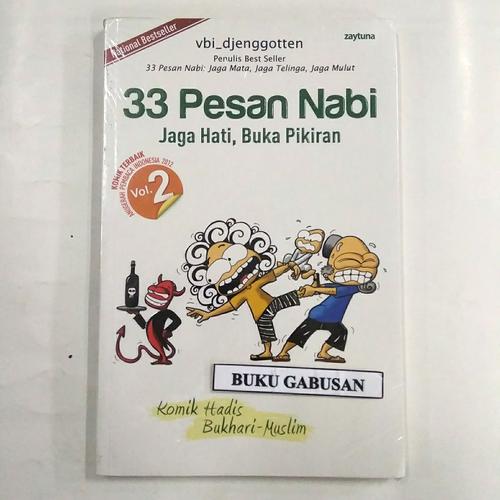 National Bestseller
zaytuna
vbi_djenggotten
Penulis Best Seller
33 Pesan Nabi: Jaga Mata, Jaga Telinga, Jaga Mulut
33 Pesan Nabi
Jaga Hati, Buka Pikiran
KOMIK TERBAIK
ANUGERAH PEMBACA INDONESIA 2012
Vol.2
BUKU GABUSAN
Komik Hadis
Bukhari-Muslim